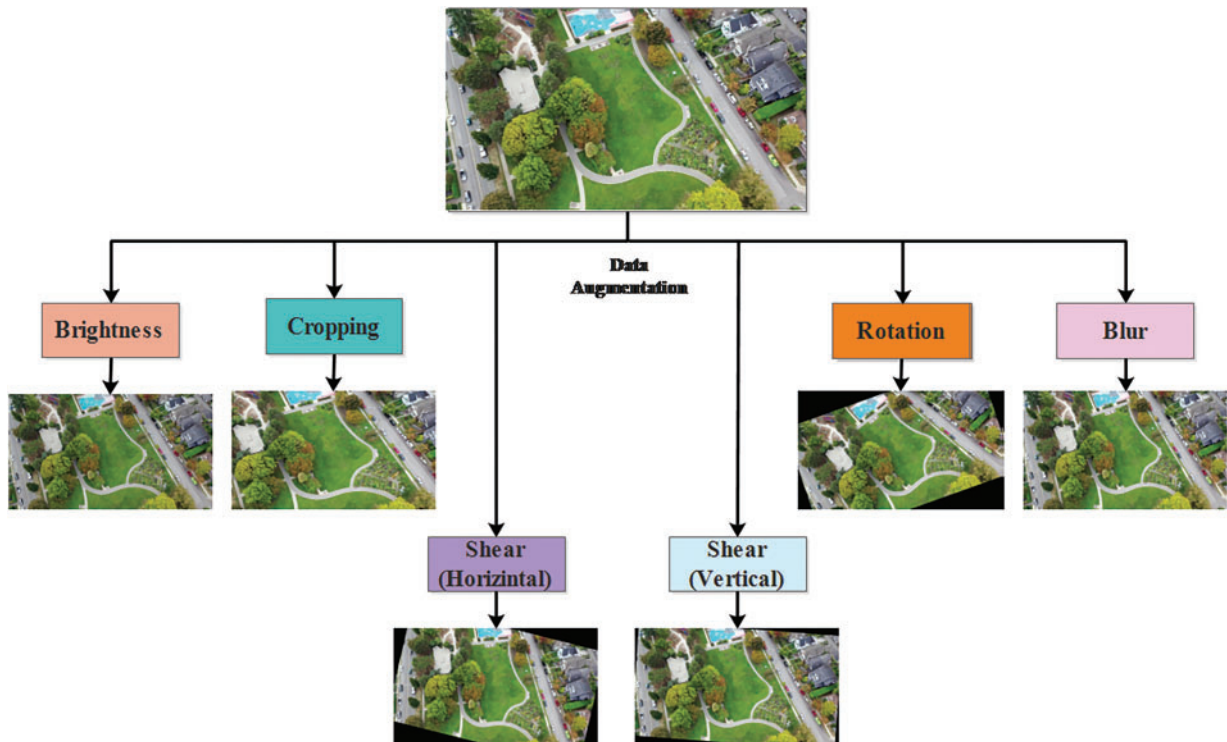 Data
Augmentation
Brightness
Cropping
Rotation
Blur
Shear
(Horizintal)
Shear
(Vertical)